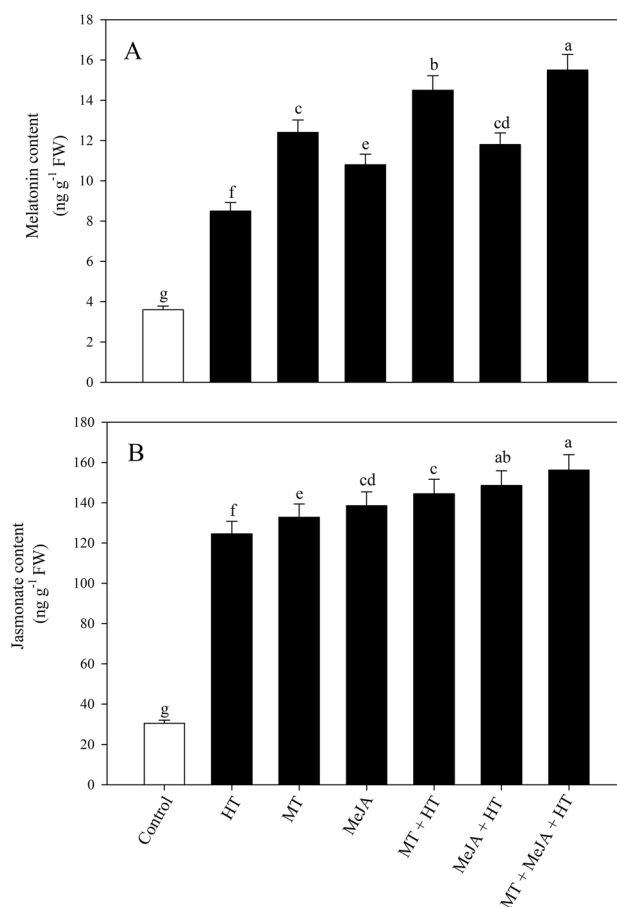 A
Melatonin content
(ng g⁻¹ FW)
18
16
14
12
10
8
6
4
2
0
g
f
c
e
b
cd
a
B
Jasmonate content
(ng g⁻¹ FW)
180
160
140
120
100
80
60
40
20
0
g
f
e
cd
c
ab
a
Control
HT
MT
MeJA
MT + HT
MeJA + HT
MT + MeJA + HT